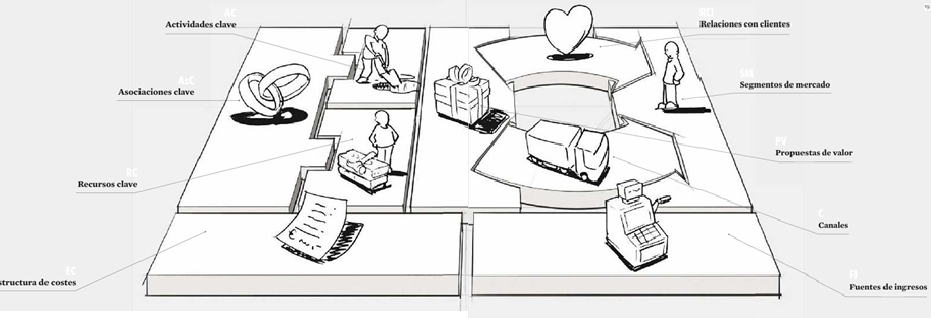 AC
Actividades clave
RCl
Relaciones con clientes
AsC
Asociaciones clave
SM
Segmentos de mercado
PV
Propuestas de valor
RC
Recursos clave
C
Canales
EC
structura de costes
FI
Fuentes de ingresos